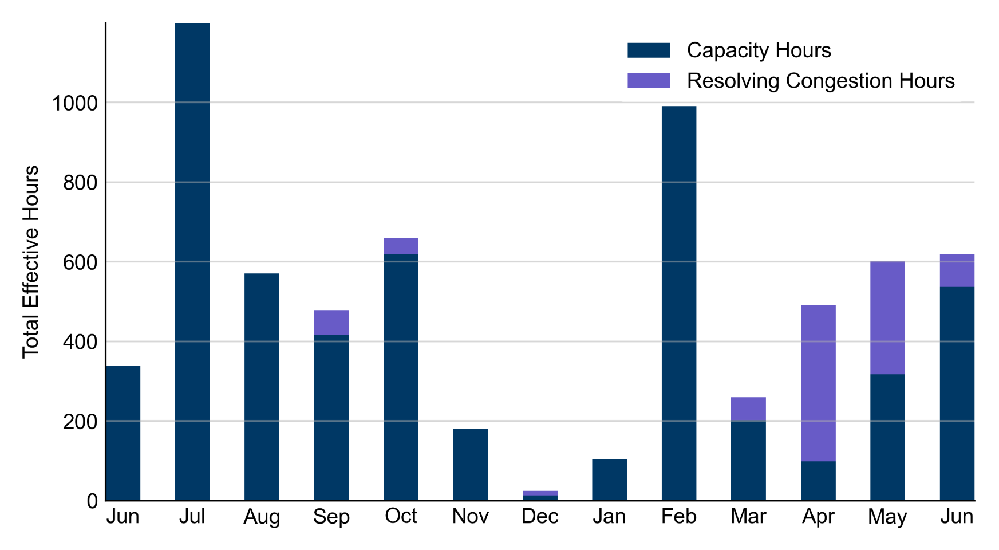 Capacity Hours
Resolving Congestion Hours
Total Effective Hours
1000
800
600
400
200
0
Jun Jul Aug Sep Oct Nov Dec Jan Feb Mar Apr May Jun